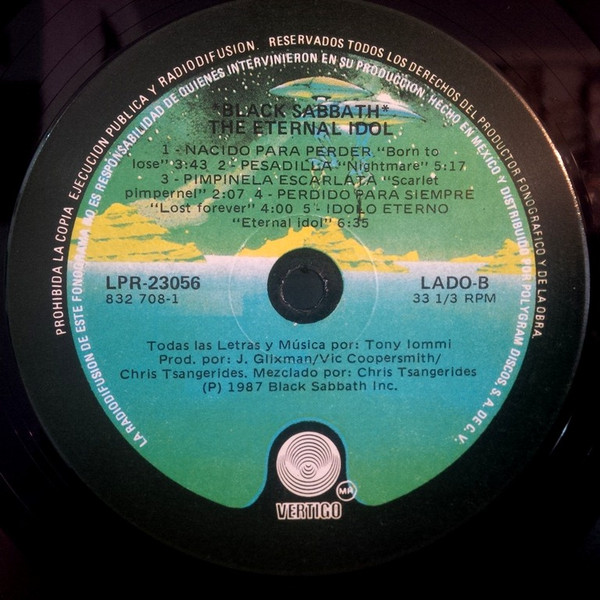 PROHIBIDA LA COPIA EJECUCION PUBLICA Y RADIODIFUSION. RESERVADOS TODOS LOS DERECHOS DEL PRODUCTOR FONOGRAFICO Y DE LA OBRA.
LA RADIODIFUSION DE ESTE FONOGRAMA NO ES RESPONSABILIDAD DE QUIENES INTERVINIERON EN SU PRODUCCION. HECHO EN MEXICO Y DISTRIBUIDO POR POLYGRAM DISCOS, S. A. DE C. V.
*BLACK SABBATH*
THE ETERNAL IDOL
1 - NACIDO PARA PERDER "Born to
lose" 3:43 2 - PESADILLA "Nightmare" 5:17
3 - PIMPINELA ESCARLATA "Scarlet
pimpernel" 2:07 4 - PERDIDO PARA SIEMPRE
"Lost forever" 4:00 5 - IDOLO ETERNO
"Eternal idol" 6:35
LPR-23056
832 708-1
LADO-B
33 1/3 RPM
Todas las Letras y Música por: Tony Iommi
Prod. por: J. Glixman/Vic Coopersmith/
Chris Tsangerides. Mezclado por: Chris Tsangerides
(P) 1987 Black Sabbath Inc.
MR
VERTIGO